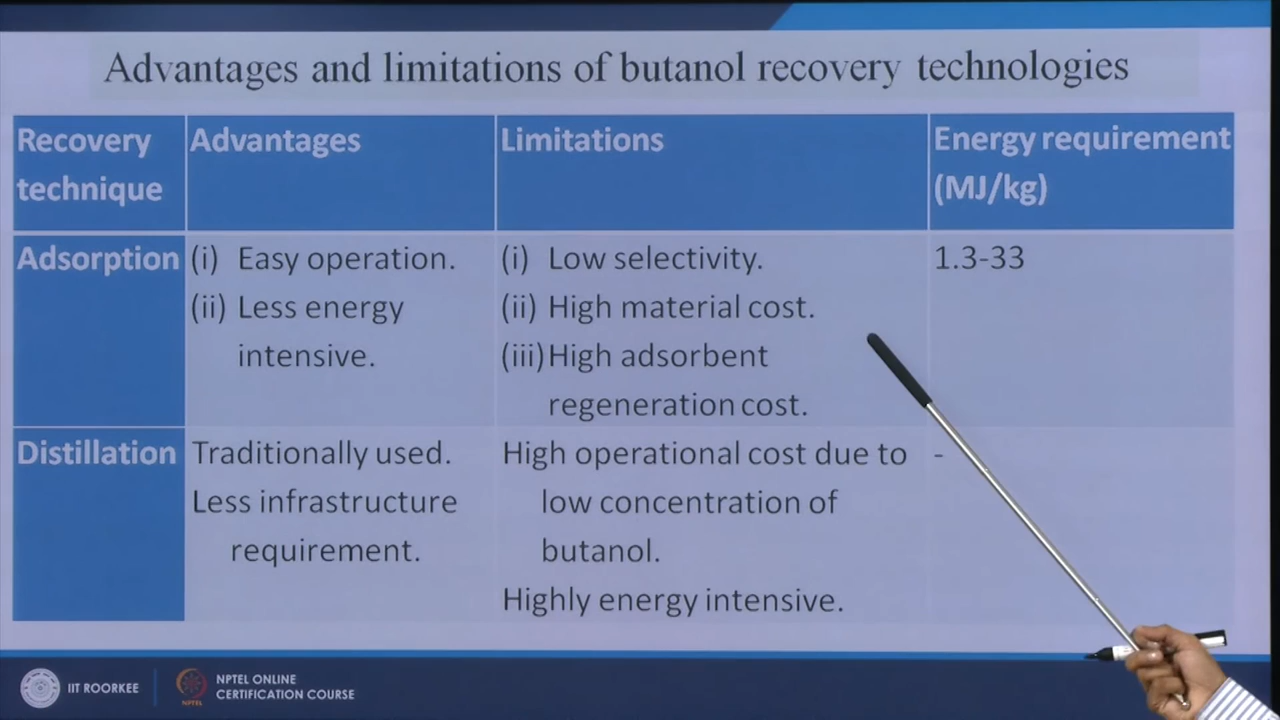 Advantages and limitations of butanol recovery technologies
Recovery
technique
Advantages
Limitations
Energy requirement
(MJ/kg)
Adsorption
(i) Easy operation.
(ii) Less energy
intensive.
(i) Low selectivity.
(ii) High material cost.
(iii) High adsorbent
regeneration cost.
1.3-33
Distillation
Traditionally used.
Less infrastructure
requirement.
High operational cost due to
low concentration of
butanol.
Highly energy intensive.
-
IIT ROORKEE
NPTEL
NPTEL ONLINE
CERTIFICATION COURSE